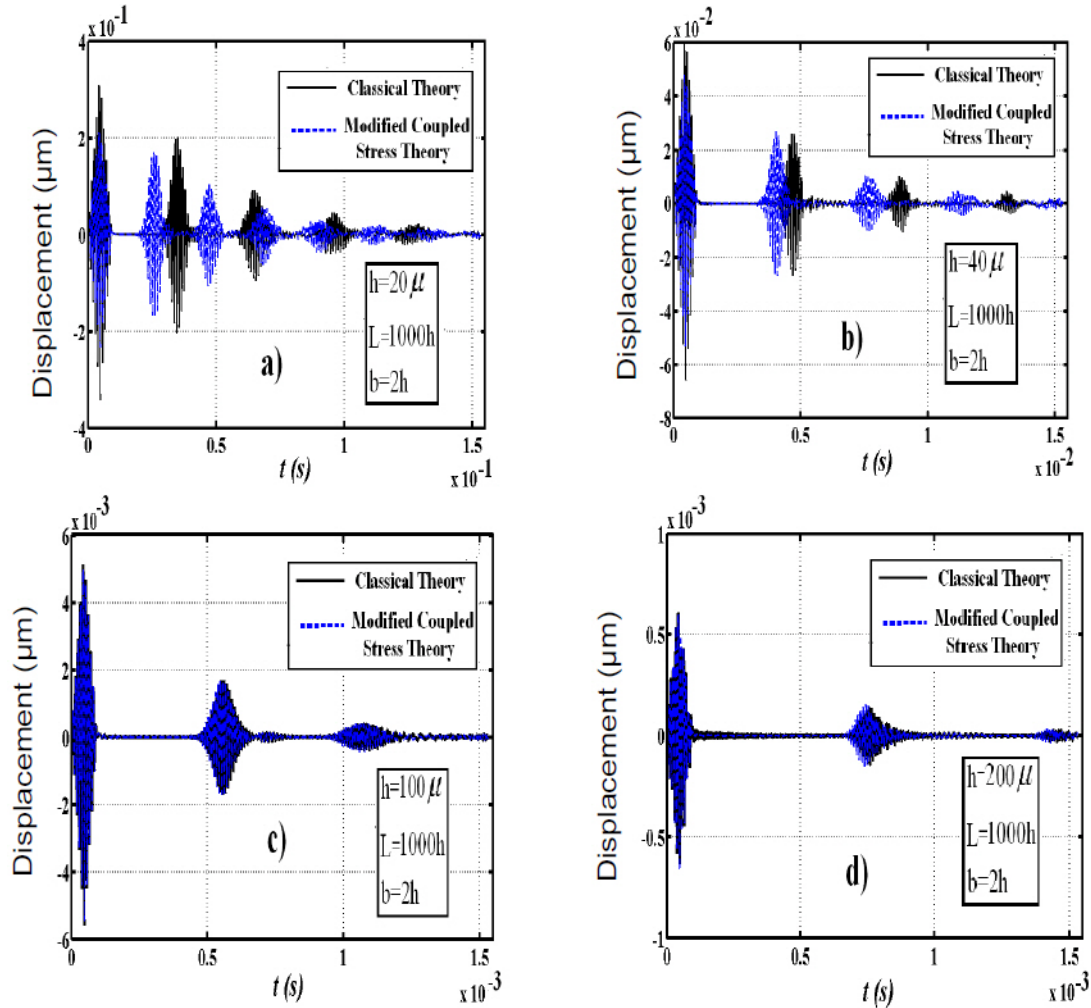 x 10^-1
4
2
0
-2
-4
Displacement (μm)
Classical Theory
Modified Coupled
Stress Theory
h=20μ
L=1000h
b=2h
a)
0
0.5
1
1.5
t (s)
x 10^-1
x 10^-2
6
4
2
0
-2
-4
-6
-8
Displacement (μm)
Classical Theory
Modified Coupled
Stress Theory
h=40μ
L=1000h
b=2h
b)
0
0.5
1
1.5
t (s)
x 10^-2
x 10^-3
6
4
2
0
-2
-4
-6
Displacement (μm)
Classical Theory
Modified Coupled
Stress Theory
h=100μ
L=1000h
b=2h
c)
0
0.5
1
1.5
t (s)
x 10^-3
x 10^-3
1
0.5
0
-0.5
-1
Displacement (μm)
Classical Theory
Modified Coupled
Stress Theory
h=200μ
L=1000h
b=2h
d)
0
0.5
1
1.5
t (s)
x 10^-3